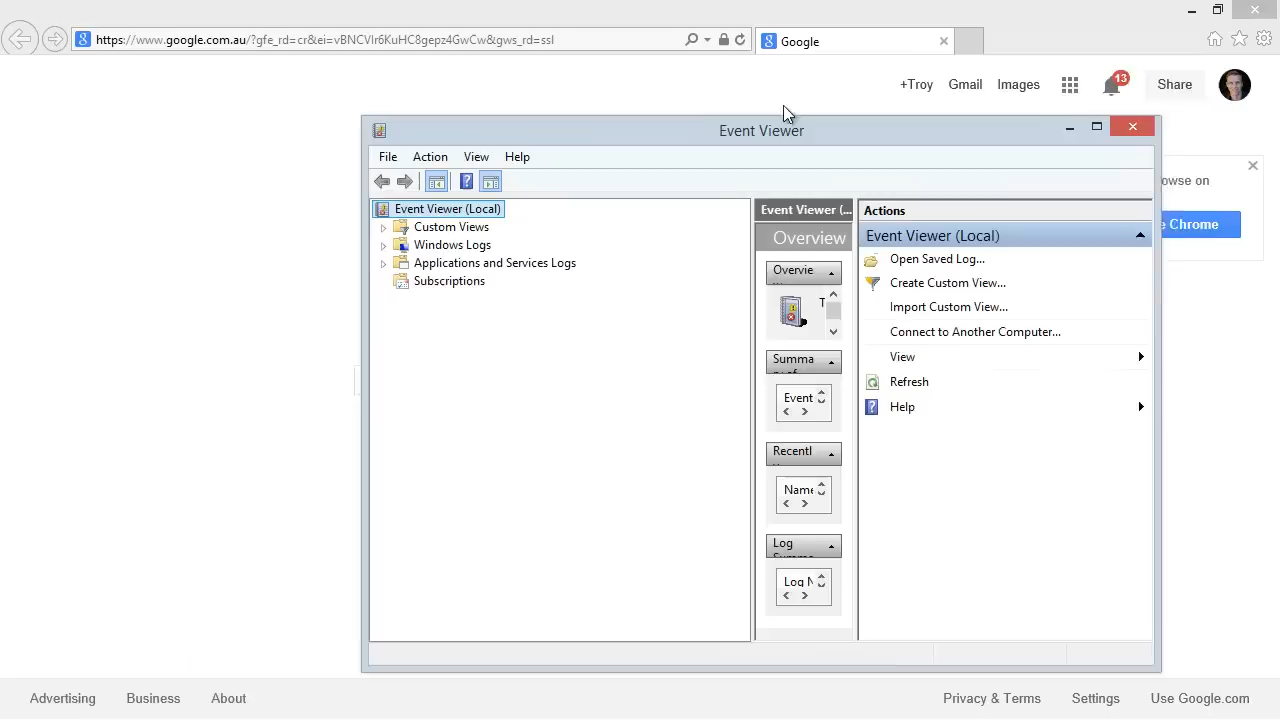 https://www.google.com.au/?gfe_rd=cr&ei=vBNCVIr6KuHC8gepz4GwCw&gws_rd=ssl
Google
+Troy
Gmail
Images
13
Share
Event Viewer
File
Action
View
Help
Event Viewer (Local)
Custom Views
Windows Logs
Applications and Services Logs
Subscriptions
Event Viewer (...
Overview
Overvie
T
Summa
Event
Recentl
Name
Log
Log N
Actions
Event Viewer (Local)
Open Saved Log...
Create Custom View...
Import Custom View...
Connect to Another Computer...
View
Refresh
Help
owse on
e Chrome
Advertising
Business
About
Privacy & Terms
Settings
Use Google.com